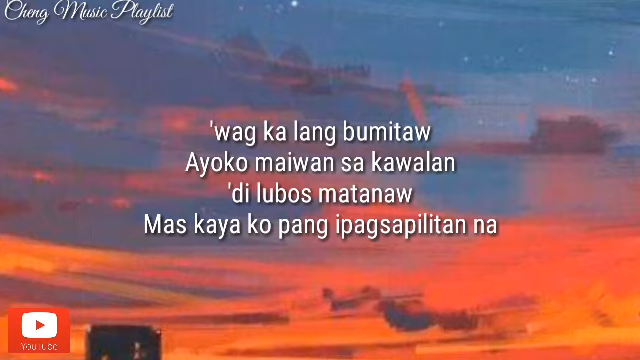 Cheng Music Playlist
'wag ka lang bumitaw
Ayoko maiwan sa kawalan
'di lubos matanaw
Mas kaya ko pang ipagsapilitan na
YouTube